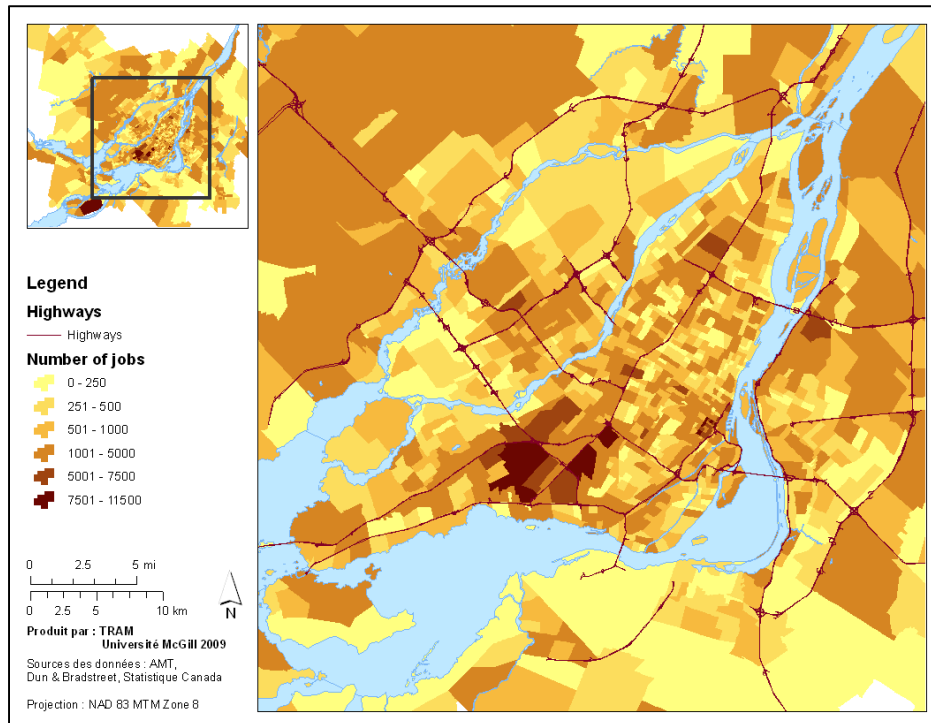 Legend
Highways
Highways
Number of jobs
0 - 250
251 - 500
501 - 1000
1001 - 5000
5001 - 7500
7501 - 11500
0 2.5 5 mi
0 2.5 5 10 km
N
Produit par : TRAM
Université McGill 2009
Sources des données : AMT,
Dun & Bradstreet, Statistique Canada
Projection : NAD 83 MTM Zone 8